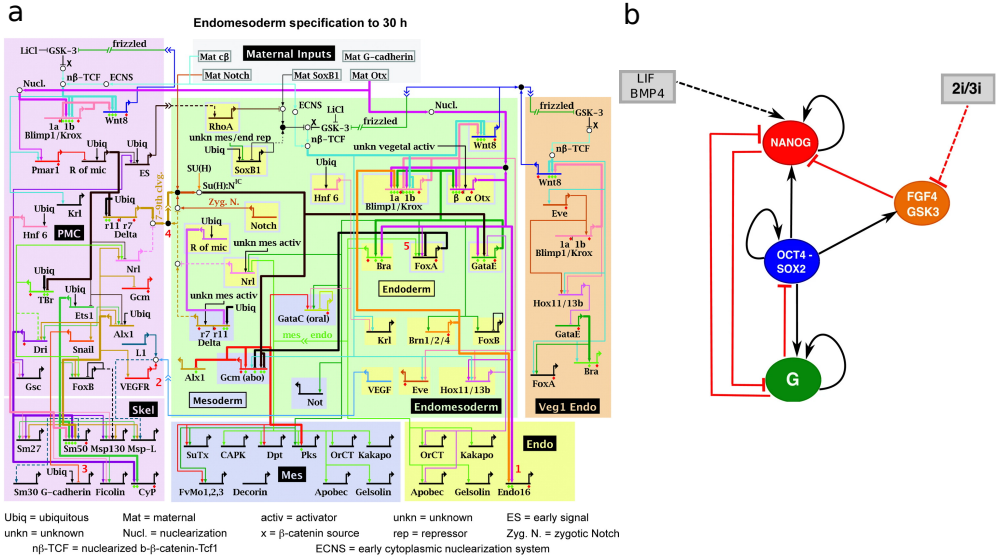 a
Endomesoderm specification to 30 h
b
LiCl
GSK-3
frizzled
x
nβ-TCF
ECNS
Nucl.
1a 1b
Wnt8
Blimp1/Krox
Ubiq
Ubiq
Pmar1
R of mic
ES
Ubiq
Krl
Ubiq
Hnf 6
PMC
r11 r7
Delta
Nrl
Gcm
Ubiq
TBr
Ubiq
Ets1
Ubiq
Alx1
Dri
Snail
L1
Gsc
FoxB
VEGFR
2
Skel
Sm27
Sm50
Msp130
Msp-L
3
Ubiq
Sm30
G-cadherin
Ficolin
CyP
Mat cβ
Maternal Inputs
Mat G-cadherin
Mat Notch
Mat SoxB1
Mat Otx
RhoA
ECNS
LiCl
x
GSK-3
frizzled
nβ-TCF
Nucl.
unkn mes/end rep
Ubiq
SoxB1
unkn vegetal activ
Wnt8
SU(H)
Su(H):N IC
Ubiq
Hnf 6
1a 1b
Blimp1/Krox
β α Otx
7-9th clvg.
4
Zyg. N.
Notch
Ubiq
R of mic
unkn mes activ
Nrl
5
Bra
FoxA
GataE
Endoderm
unkn mes activ
Ubiq
r7 r11
Delta
GataC (oral)
mes
endo
Krl
Brn1/2/4
FoxB
Alx1
Gcm (abo)
Mesoderm
Not
VEGF
Eve
Hox11/13b
Endomesoderm
frizzled
GSK-3
x
nβ-TCF
Wnt8
Eve
1a 1b
Blimp1/Krox
Hox11/13b
GataE
FoxA
Bra
Veg1 Endo
SuTx
CAPK
Dpt
Pks
OrCT
Kakapo
Mes
FvMo1,2,3
Decorin
Apobec
Gelsolin
OrCT
Kakapo
Endo
1
Apobec
Gelsolin
Endo16
Ubiq = ubiquitous
Mat = maternal
activ = activator
unkn = unknown
ES = early signal
unkn = unknown
Nucl. = nuclearization
x = β-catenin source
rep = repressor
Zyg. N. = zygotic Notch
nβ-TCF = nuclearized b-β-catenin-Tcf1
ECNS = early cytoplasmic nuclearization system
LIF
BMP4
2i/3i
NANOG
FGF4
GSK3
OCT4 -
SOX2
G